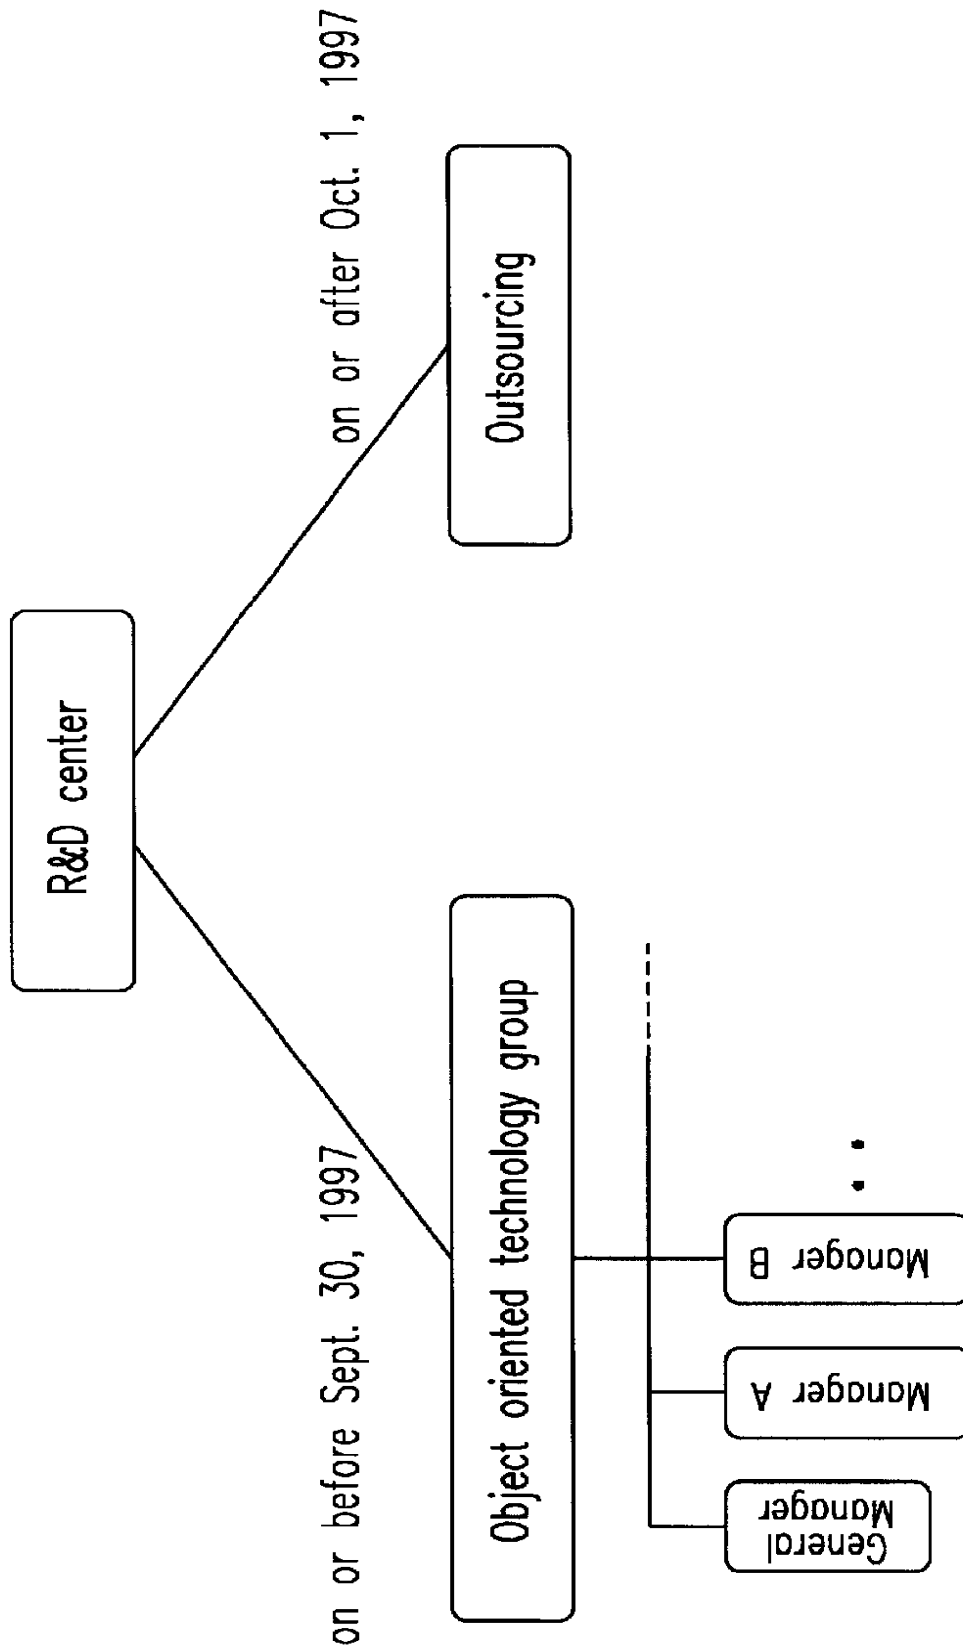 R&D center
on or before Sept. 30, 1997
on or after Oct. 1, 1997
Object oriented technology group
Outsourcing
General
Manager
Manager A
Manager B